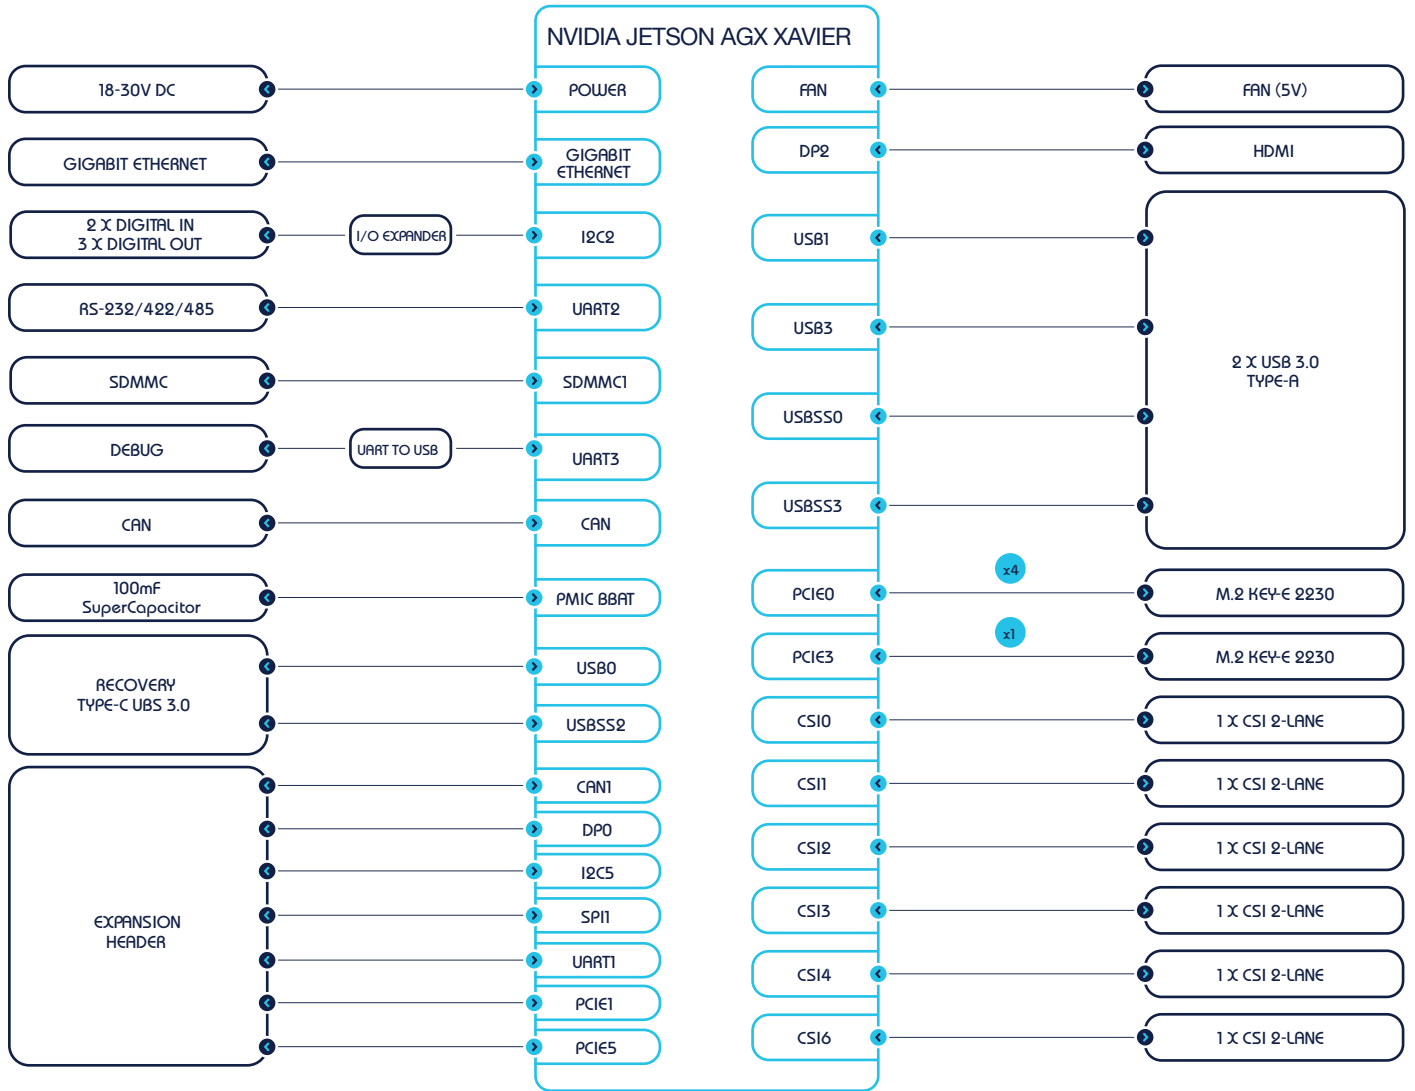 NVIDIA JETSON AGX XAVIER
18-30V DC
POWER
FAN
FAN (5V)
GIGABIT ETHERNET
GIGABIT
ETHERNET
DP2
HDMI
2 X DIGITAL IN
3 X DIGITAL OUT
I/O EXPANDER
I2C2
USB1
RS-232/422/485
UART2
USB3
2 X USB 3.0
TYPE-A
SDMMC
SDMMC1
USBSS0
DEBUG
UART TO USB
UART3
USBSS3
CAN
CAN
100mF
SuperCapacitor
PMIC BBAT
PCIE0
x4
M.2 KEY-E 2230
RECOVERY
TYPE-C UBS 3.0
USB0
USBSS2
PCIE3
x1
M.2 KEY-E 2230
CSI0
1 X CSI 2-LANE
EXPANSION
HEADER
CAN1
DP0
I2C5
SPI1
UART1
PCIE1
PCIE5
CSI1
1 X CSI 2-LANE
CSI2
1 X CSI 2-LANE
CSI3
1 X CSI 2-LANE
CSI4
1 X CSI 2-LANE
CSI6
1 X CSI 2-LANE